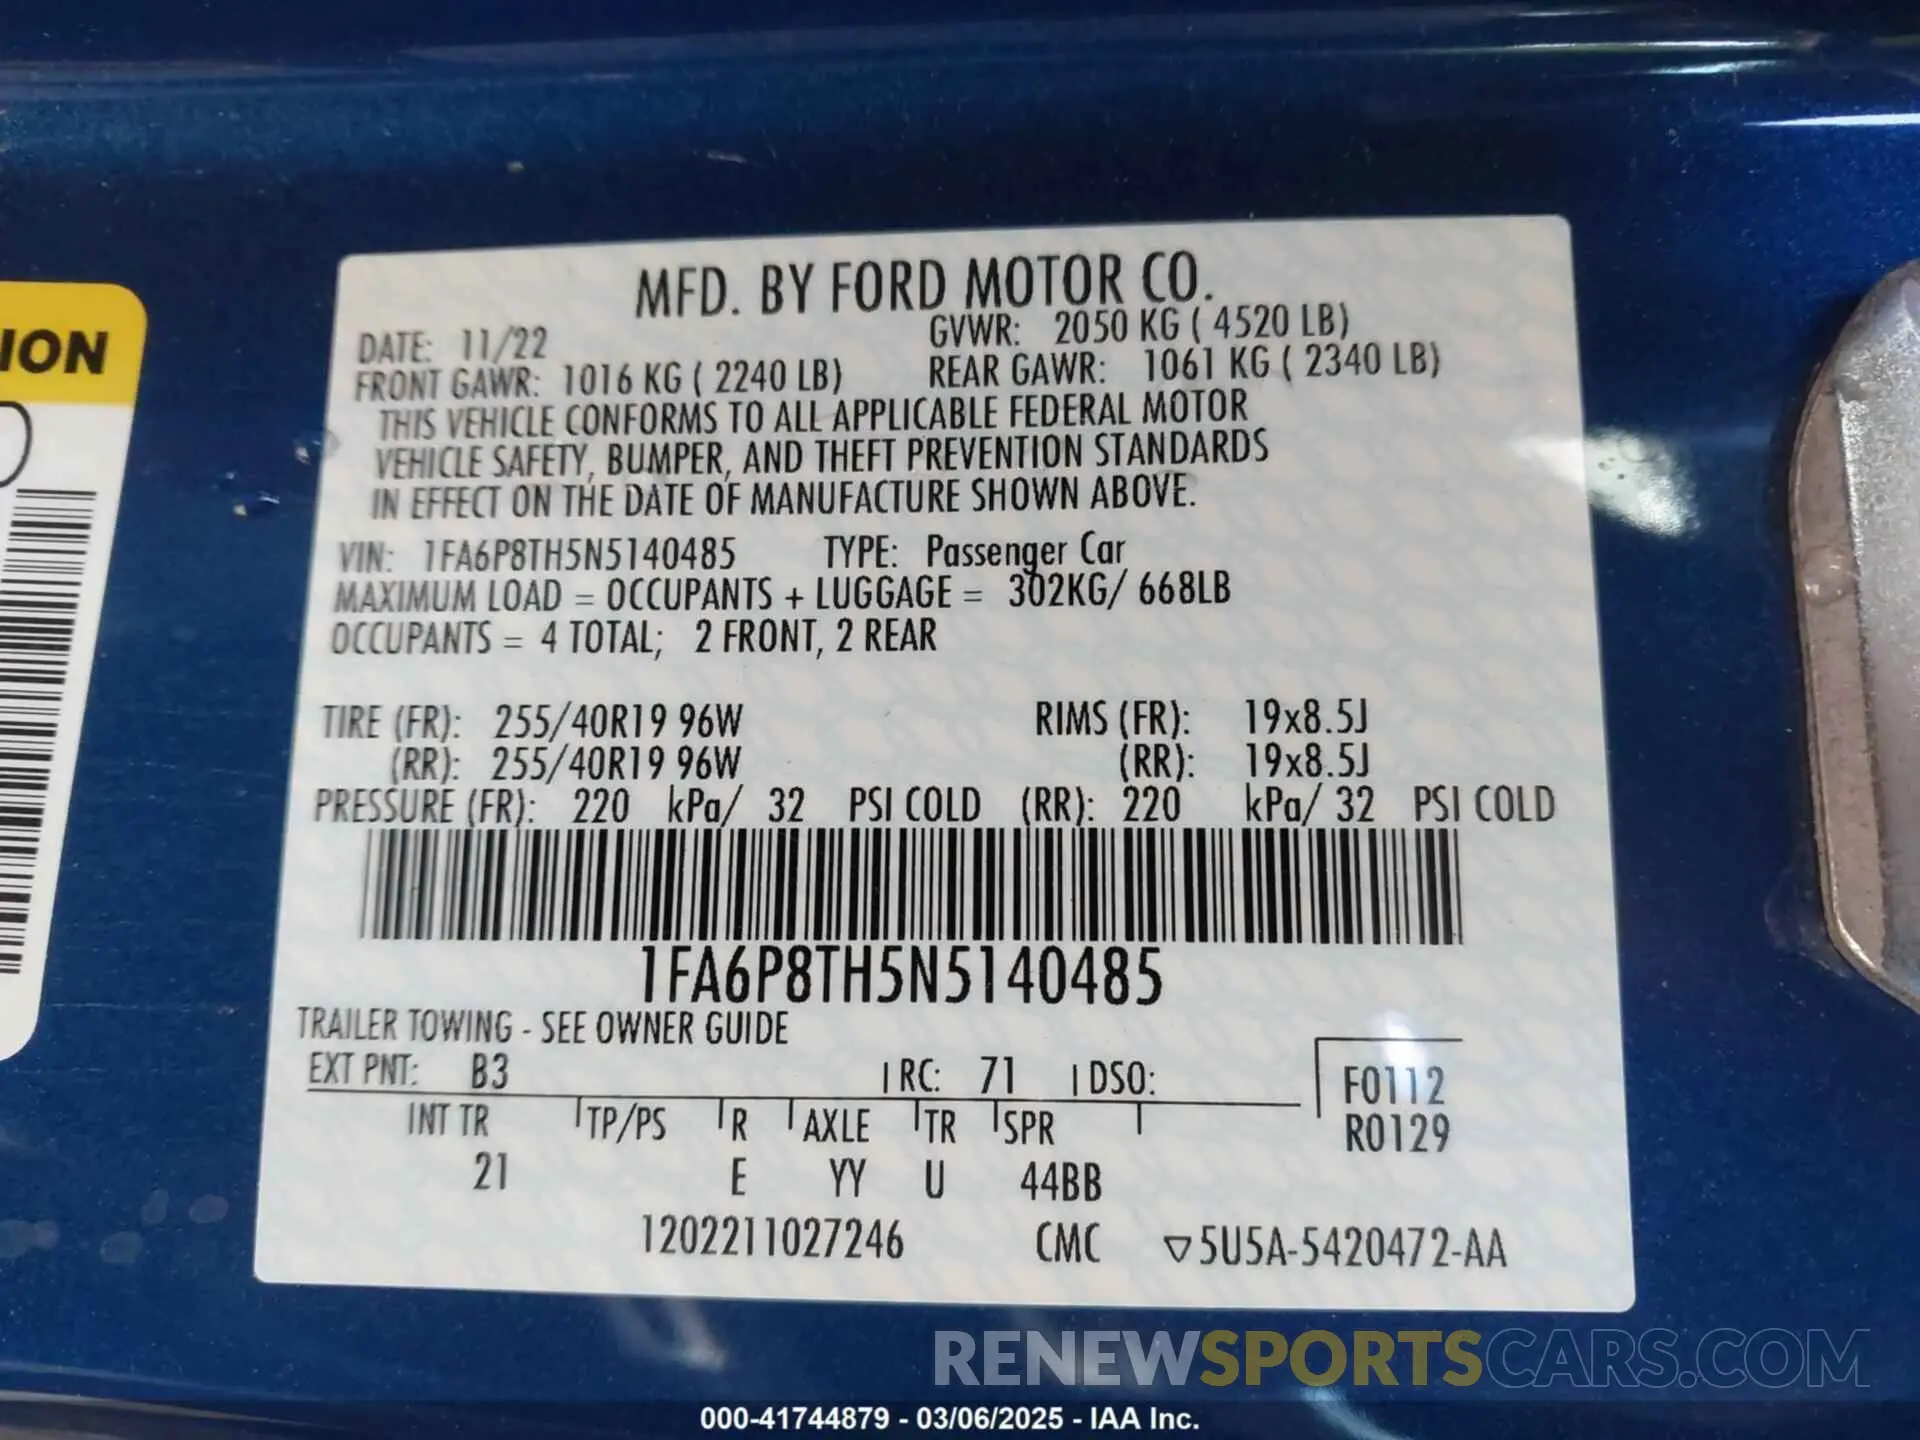 MFD. BY FORD MOTOR CO.
DATE: 11/22 GVWR: 2050 KG ( 4520 LB)
FRONT GAWR: 1016 KG ( 2240 LB) REAR GAWR: 1061 KG ( 2340 LB)
THIS VEHICLE CONFORMS TO ALL APPLICABLE FEDERAL MOTOR
VEHICLE SAFETY, BUMPER, AND THEFT PREVENTION STANDARDS
IN EFFECT ON THE DATE OF MANUFACTURE SHOWN ABOVE.
VIN: 1FA6P8TH5N5140485 TYPE: Passenger Car
MAXIMUM LOAD = OCCUPANTS + LUGGAGE = 302KG/ 668LB
OCCUPANTS = 4 TOTAL; 2 FRONT, 2 REAR
TIRE (FR): 255/40R19 96W RIMS (FR): 19x8.5J
(RR): 255/40R19 96W (RR): 19x8.5J
PRESSURE (FR): 220 kPa/ 32 PSI COLD (RR): 220 kPa/ 32 PSI COLD
1FA6P8TH5N5140485
TRAILER TOWING - SEE OWNER GUIDE
EXT PNT: B3 RC: 71 DSO: F0112
INT TR TP/PS R AXLE TR SPR R0129
21 E YY U 44BB
1202211027246 CMC ▽5U5A-5420472-AA
ION
RENEWSPORTSCARS.COM
000-41744879 - 03/06/2025 - IAA Inc.